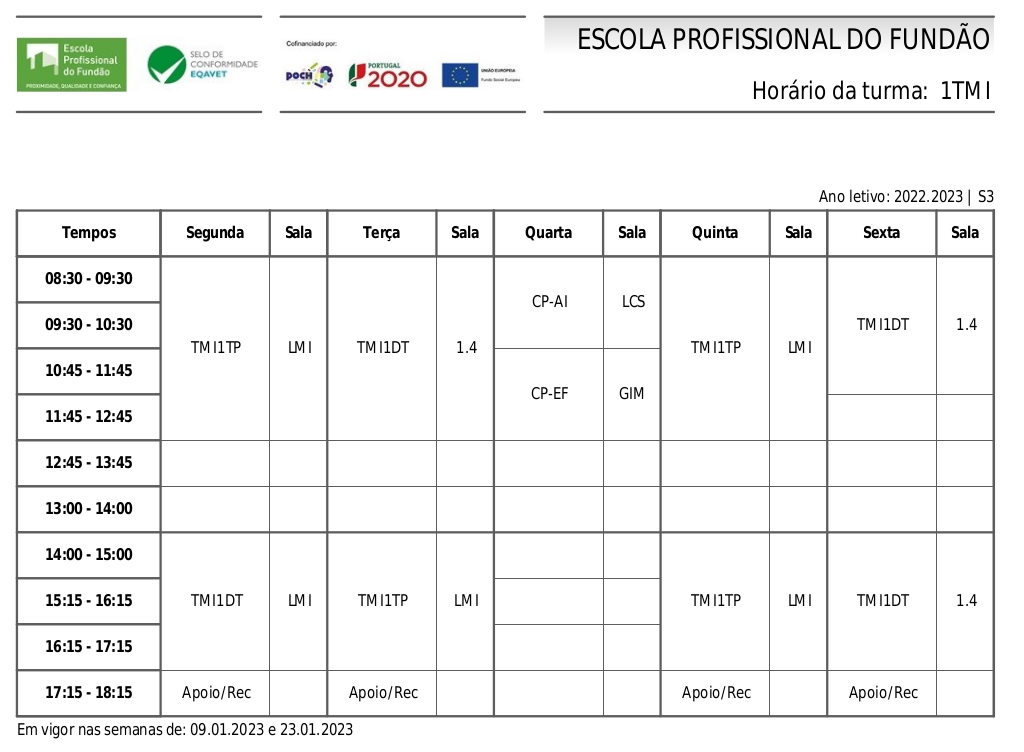 Escola
Profissional
do Fundão
PROXIMIDADE, QUALIDADE E CONFIANÇA
SELO DE
CONFORMIDADE
EQAVET
Cofinanciado por:
POCH
PORTUGAL
2020
UNIÃO EUROPEIA
Fundo Social Europeu
ESCOLA PROFISSIONAL DO FUNDÃO
Horário da turma: 1TMI
Ano letivo: 2022.2023 | S3
Tempos Segunda Sala Terça Sala Quarta Sala Quinta Sala Sexta Sala
08:30 - 09:30
CP-AI LCS
09:30 - 10:30
TMI1DT 1.4
TMI1TP LMI TMI1DT 1.4 TMI1TP LMI
10:45 - 11:45
CP-EF GIM
11:45 - 12:45
12:45 - 13:45
13:00 - 14:00
14:00 - 15:00
15:15 - 16:15 TMI1DT LMI TMI1TP LMI TMI1TP LMI TMI1DT 1.4
16:15 - 17:15
17:15 - 18:15 Apoio/Rec Apoio/Rec Apoio/Rec Apoio/Rec
Em vigor nas semanas de: 09.01.2023 e 23.01.2023